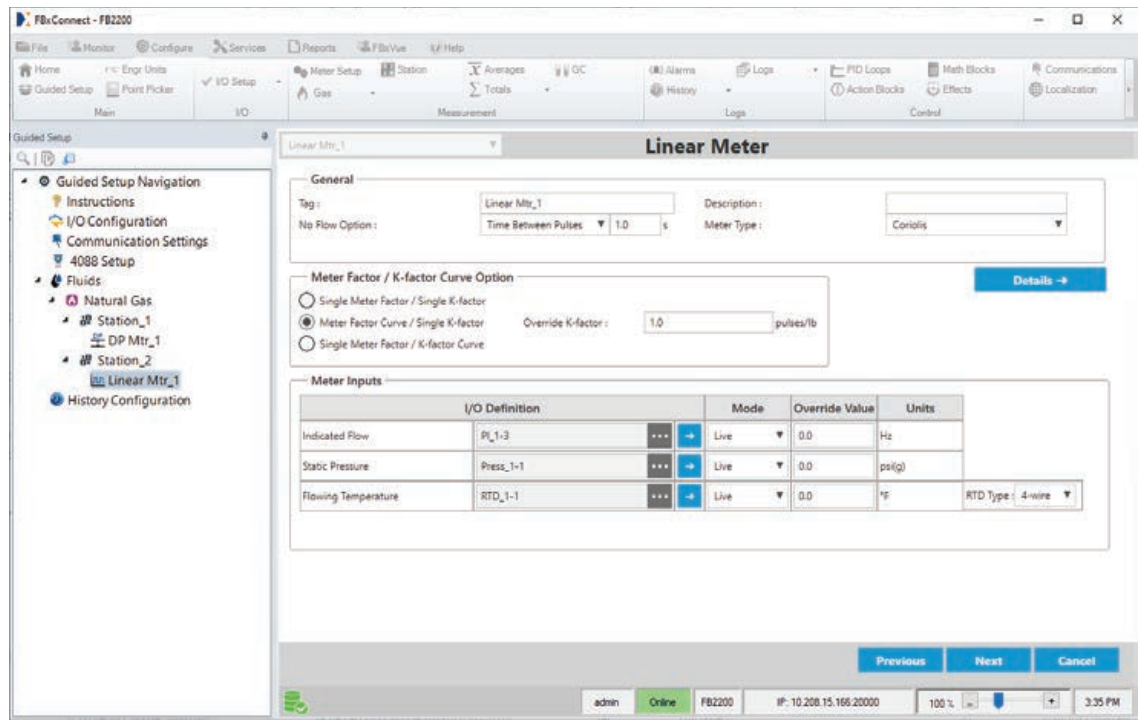 FBxConnect - FB2200
File Monitor Configure Services Reports FBxVue Help
Home Engr Units I/O Setup Meter Setup Station Averages GC Alarms Logs PID Loops Math Blocks Communications
Guided Setup Point Picker Gas Totals History Action Blocks Effects Localization
Main I/O Measurement Logs Control
Guided Setup
Linear Mtr_1
Linear Meter
Guided Setup Navigation
Instructions
I/O Configuration
Communication Settings
4088 Setup
Fluids
Natural Gas
Station_1
DP Mtr_1
Station_2
Linear Mtr_1
History Configuration
General
Tag : Linear Mtr_1 Description :
No Flow Option : Time Between Pulses 1.0 s Meter Type : Coriolis
Details
Meter Factor / K-factor Curve Option
Single Meter Factor / Single K-factor
Meter Factor Curve / Single K-factor Override K-factor : 1.0 pulses/lb
Single Meter Factor / K-factor Curve
Meter Inputs
I/O Definition Mode Override Value Units
Indicated Flow PI_1-3 ... Live 0.0 Hz
Static Pressure Press_1-1 ... Live 0.0 psi(g)
Flowing Temperature RTD_1-1 ... Live 0.0 °F RTD Type : 4-wire
Previous Next Cancel
admin Online FB2200 IP: 10.208.15.166:20000 100 % - + 3:35 PM